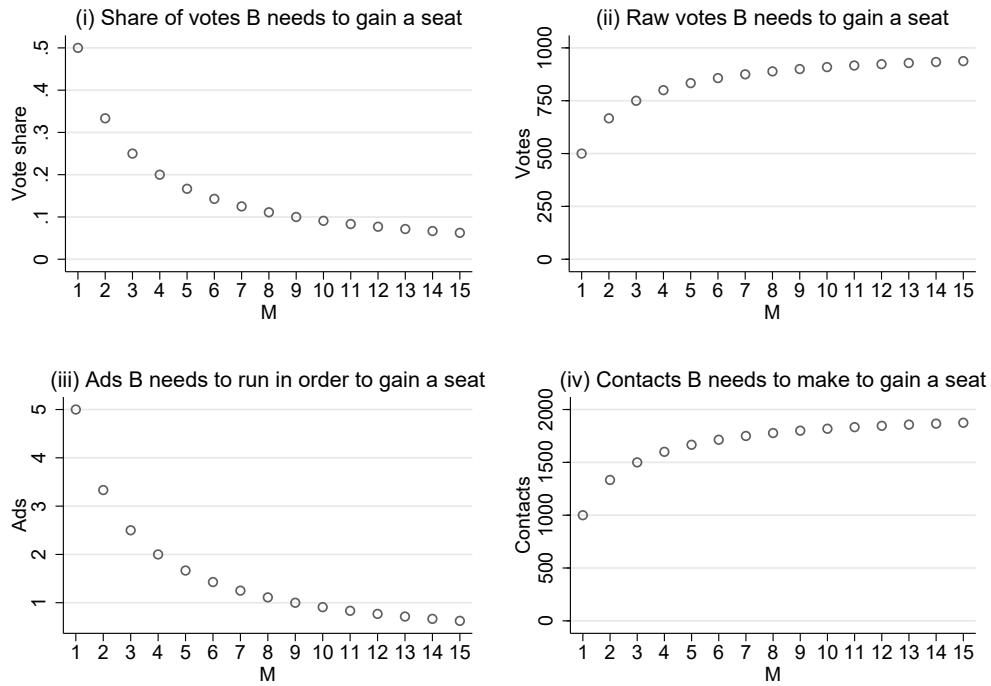 (i) Share of votes B needs to gain a seat
.5
.4
.3
.2
.1
0
Vote share
1 2 3 4 5 6 7 8 9 10 11 12 13 14 15
M
(ii) Raw votes B needs to gain a seat
1000
750
500
250
0
Votes
1 2 3 4 5 6 7 8 9 10 11 12 13 14 15
M
(iii) Ads B needs to run in order to gain a seat
5
4
3
2
1
Ads
1 2 3 4 5 6 7 8 9 10 11 12 13 14 15
M
(iv) Contacts B needs to make to gain a seat
2000
1500
1000
500
0
Contacts
1 2 3 4 5 6 7 8 9 10 11 12 13 14 15
M